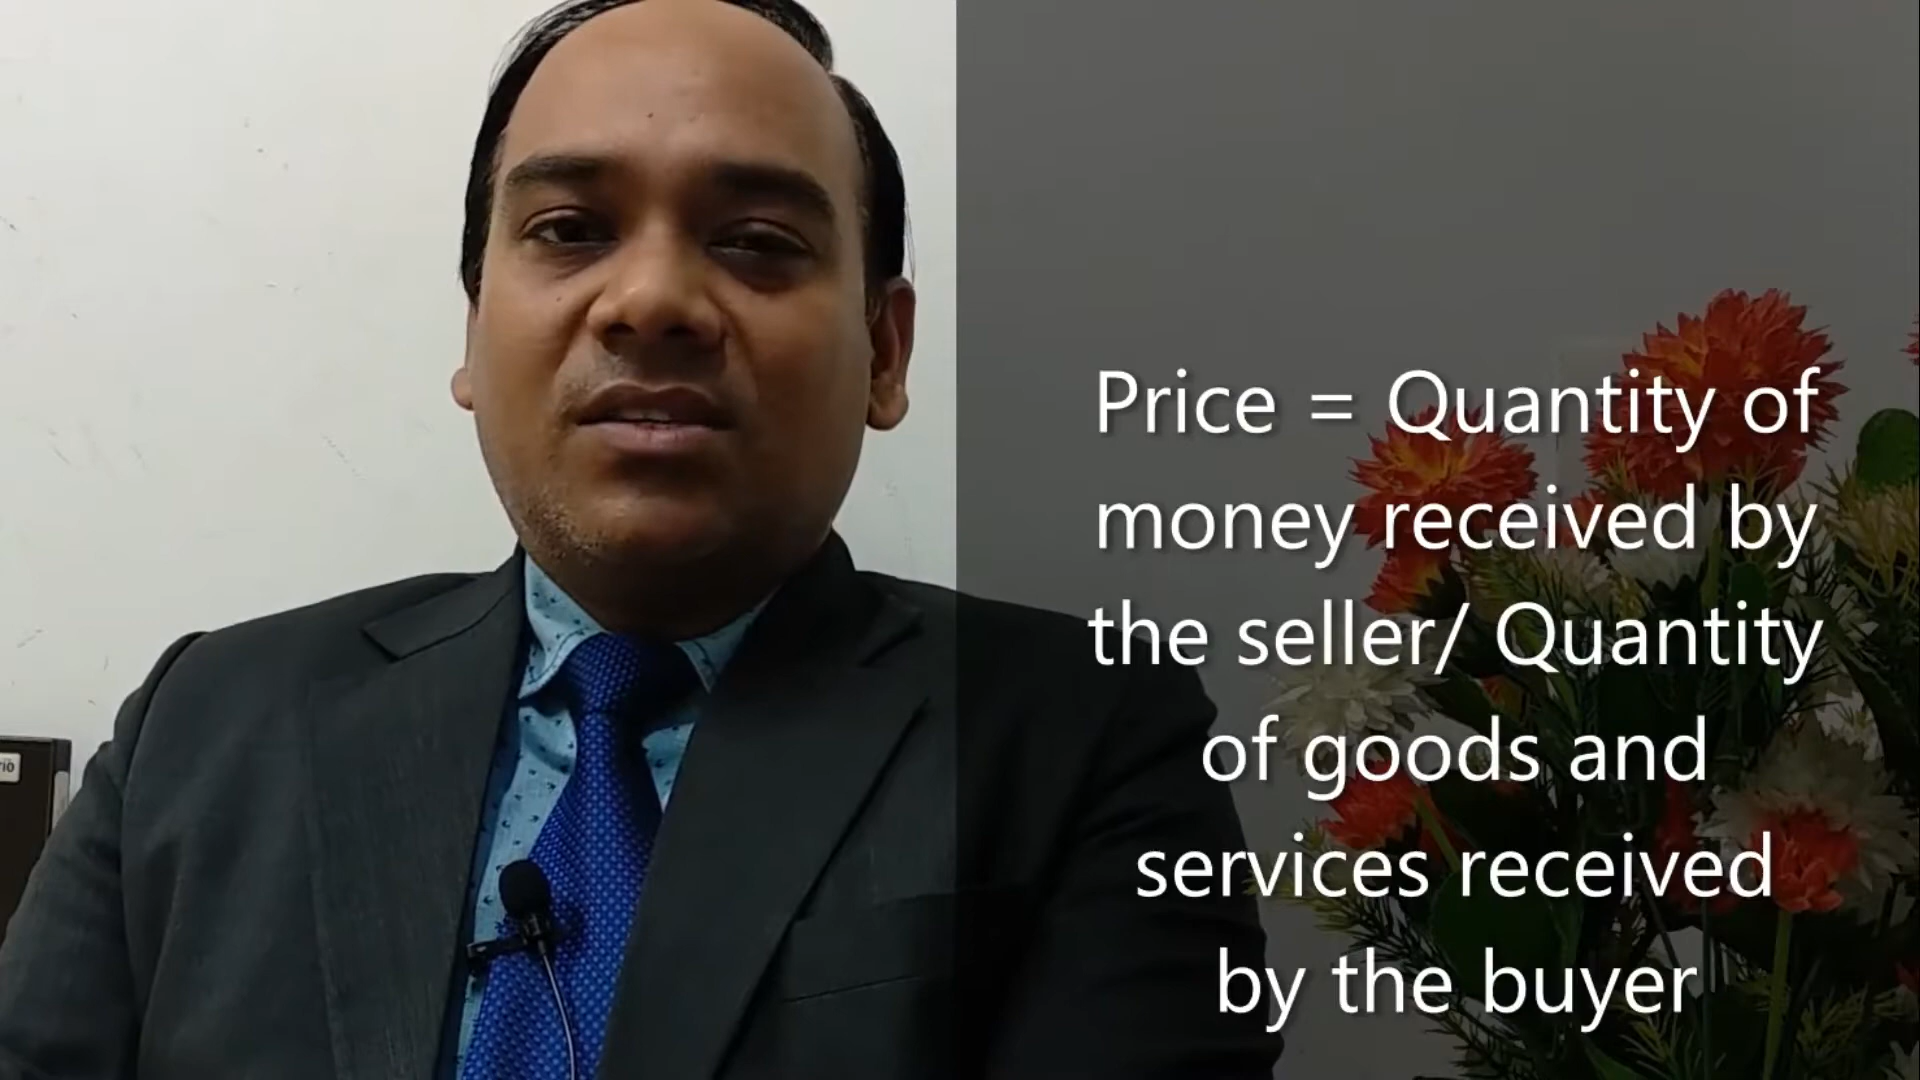 Price = Quantity of
money received by
the seller/ Quantity
of goods and
services received
by the buyer